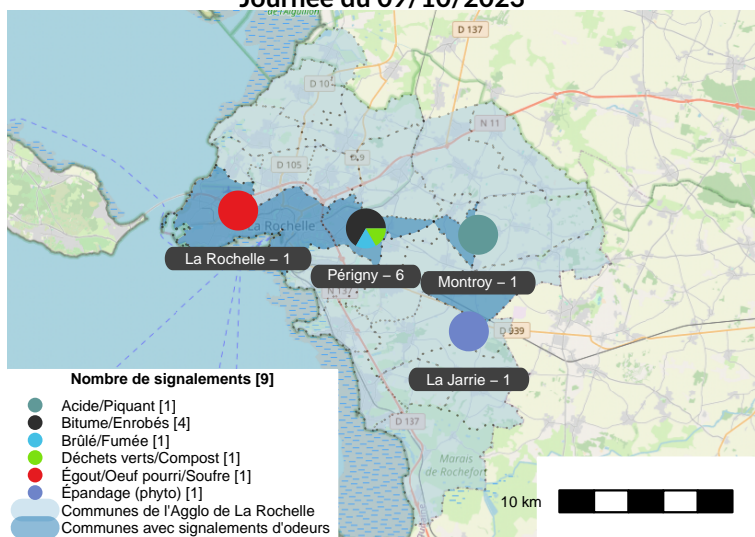 Journée du 09/10/2023
D 137
D 10
N 11
D 9
D 105
La Rochelle
La Rochelle – 1
Périgny – 6
Montroy – 1
N 137
D 939
La Jarrie – 1
D 137
Marais
de Rochefort
Nombre de signalements [9]
Acide/Piquant [1]
Bitume/Enrobés [4]
Brûlé/Fumée [1]
Déchets verts/Compost [1]
Égout/Oeuf pourri/Soufre [1]
Épandage (phyto) [1]
Communes de l'Agglo de La Rochelle
Communes avec signalements d'odeurs
10 km